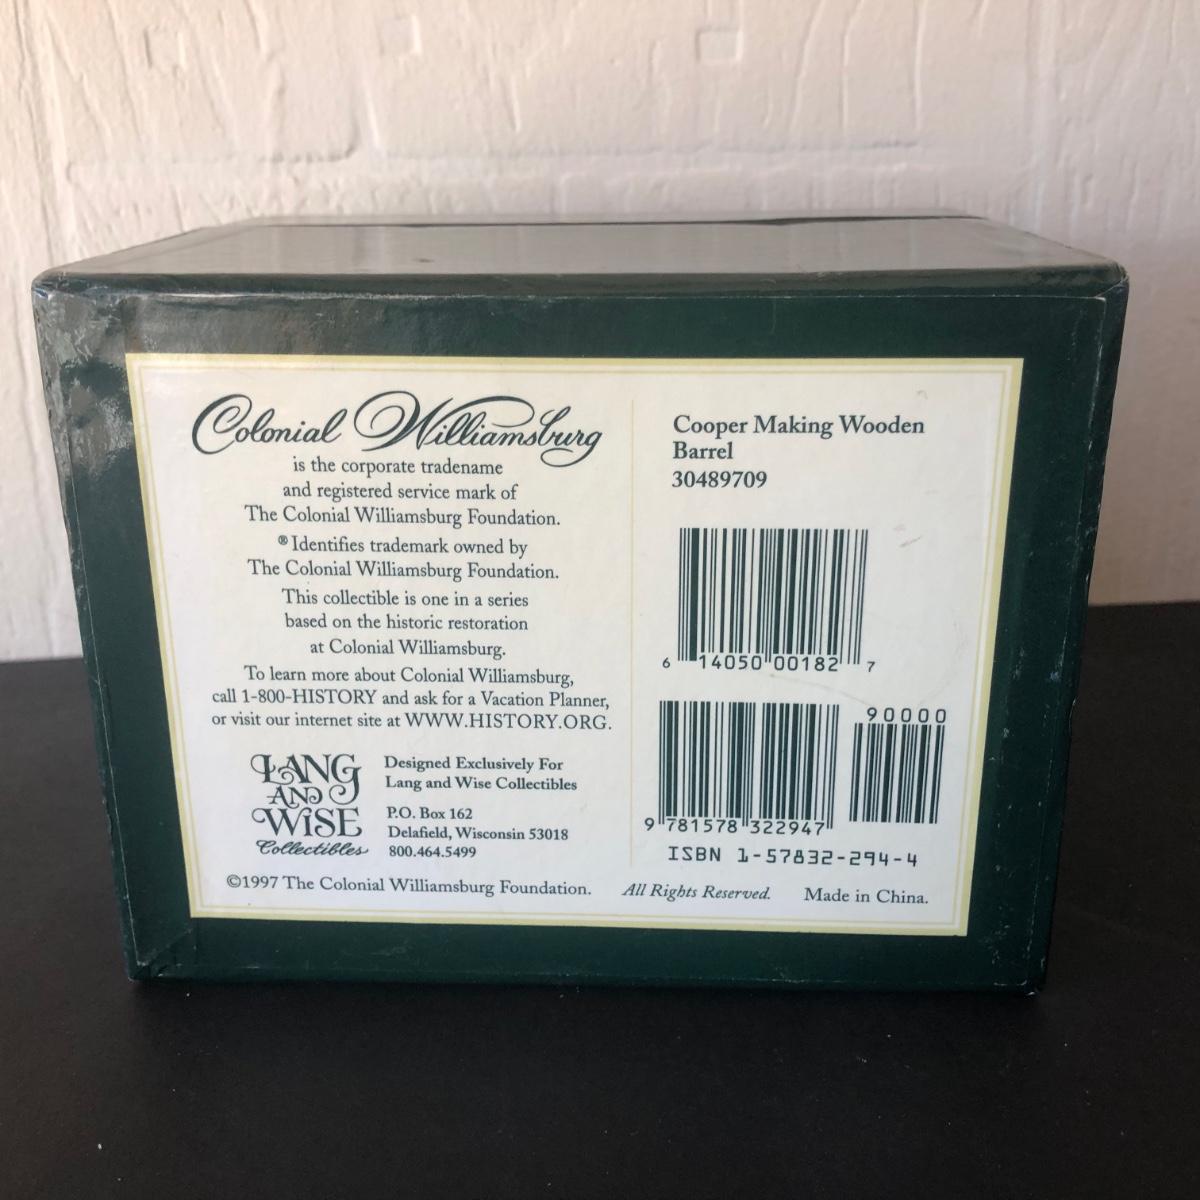 Colonial Williamsburg
is the corporate tradename
and registered service mark of
The Colonial Williamsburg Foundation.
® Identifies trademark owned by
The Colonial Williamsburg Foundation.
This collectible is one in a series
based on the historic restoration
at Colonial Williamsburg.
To learn more about Colonial Williamsburg,
call 1-800-HISTORY and ask for a Vacation Planner,
or visit our internet site at WWW.HISTORY.ORG.
LANG
AND
WISE
Collectibles
Designed Exclusively For
Lang and Wise Collectibles
P.O. Box 162
Delafield, Wisconsin 53018
800.464.5499
©1997 The Colonial Williamsburg Foundation. All Rights Reserved. Made in China.
Cooper Making Wooden
Barrel
30489709
6 14050 00182 7
90000
9 781578 322947
ISBN 1-57832-294-4